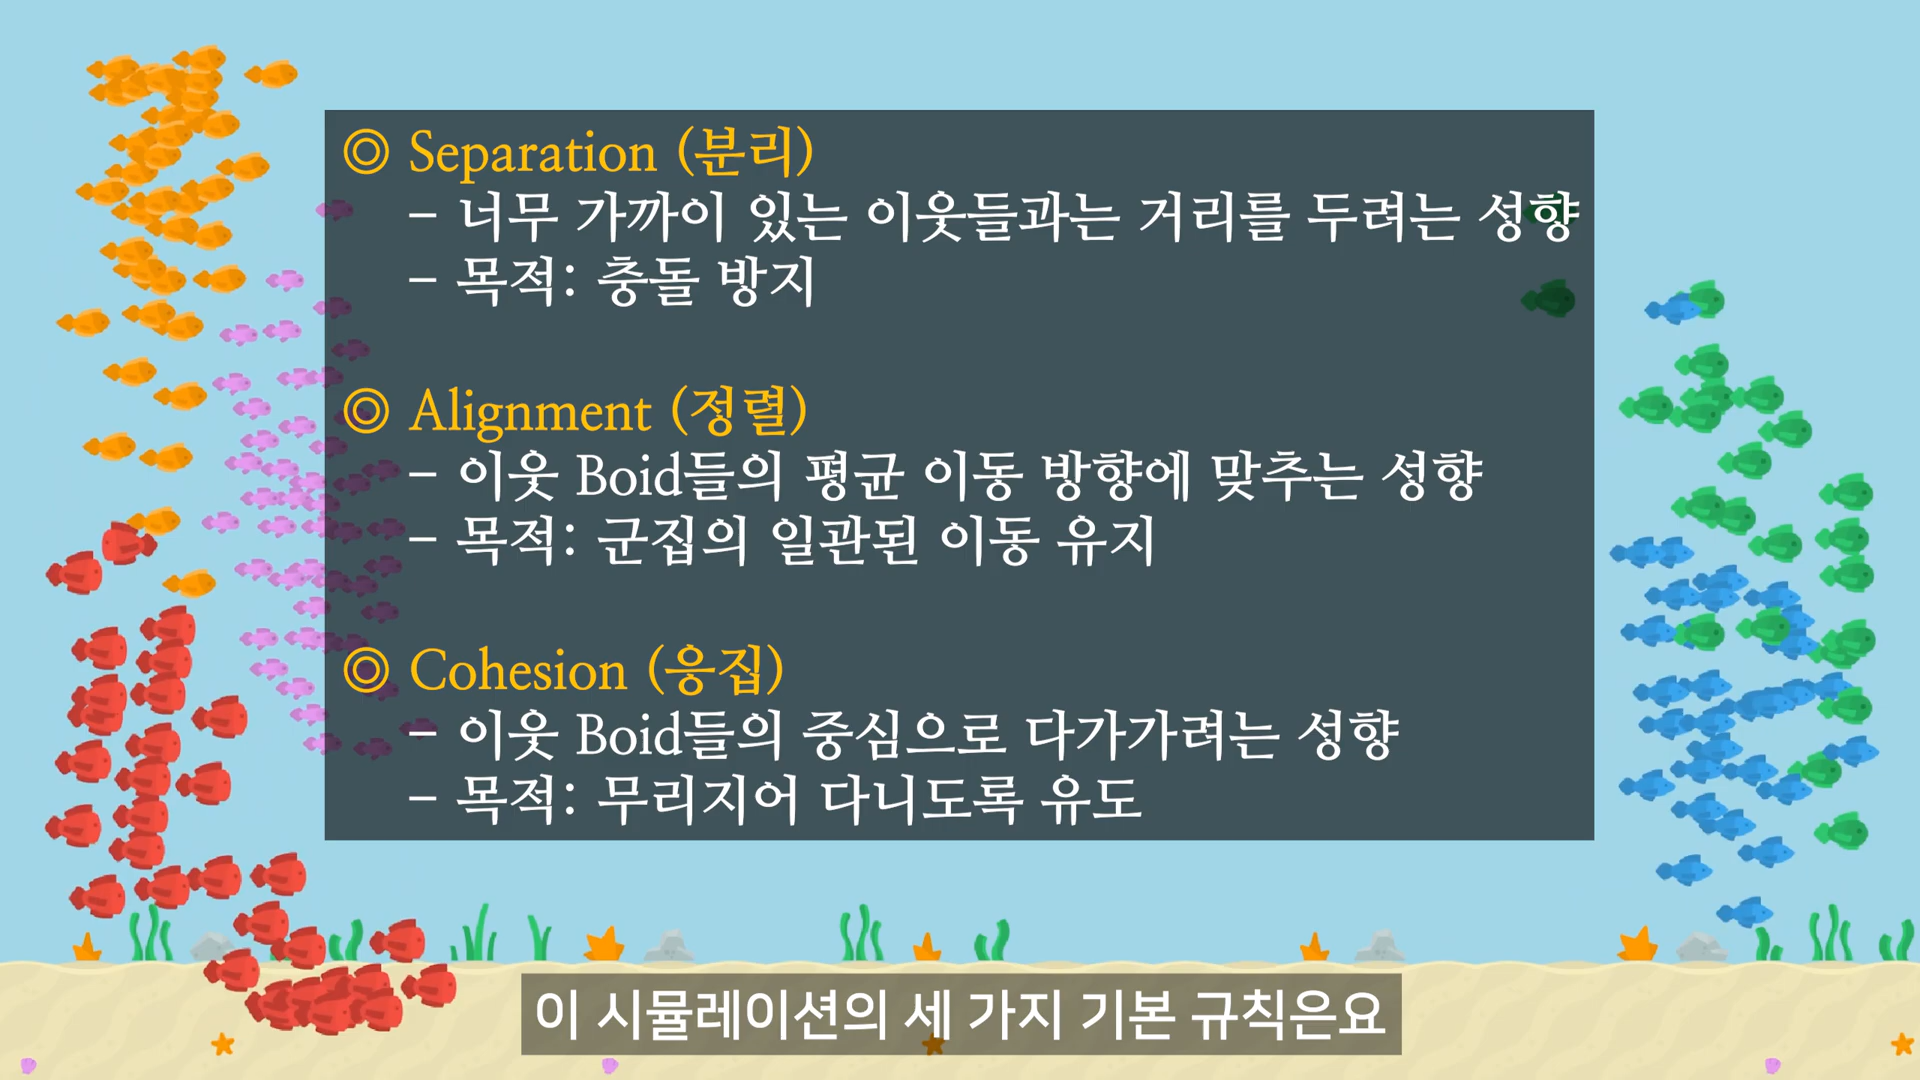 ◎ Separation (분리)
– 너무 가까이 있는 이웃들과는 거리를 두려는 성향
– 목적: 충돌 방지
◎ Alignment (정렬)
– 이웃 Boid들의 평균 이동 방향에 맞추는 성향
– 목적: 군집의 일관된 이동 유지
◎ Cohesion (응집)
– 이웃 Boid들의 중심으로 다가가려는 성향
– 목적: 무리지어 다니도록 유도
이 시뮬레이션의 세 가지 기본 규칙은요